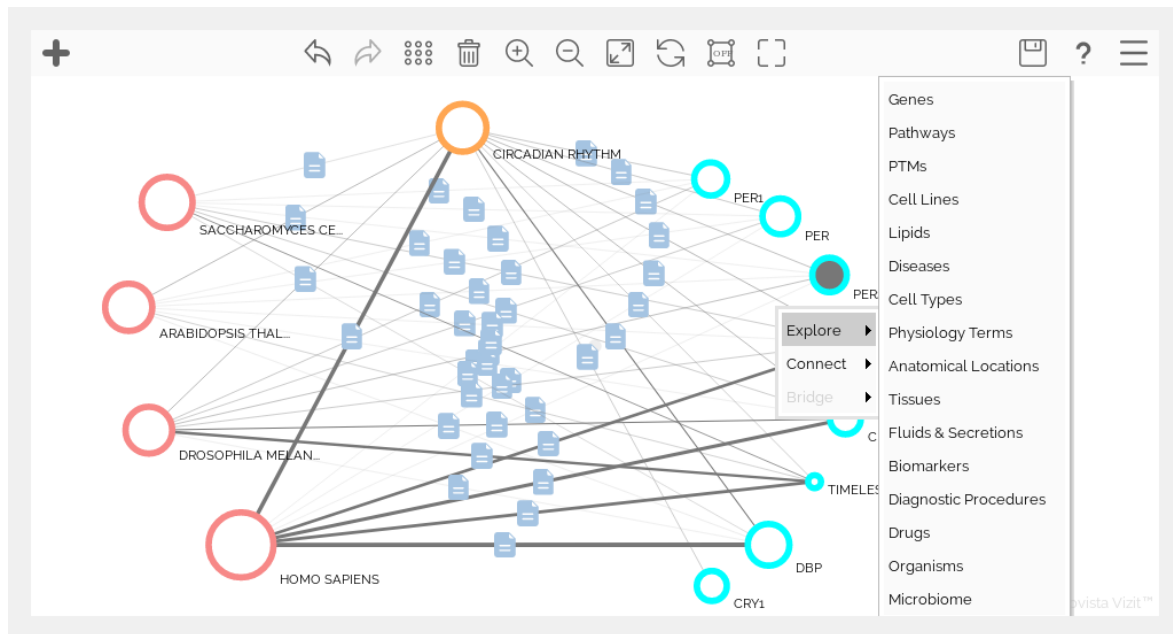 OFF
?
Genes
CIRCADIAN RHYTHM
Pathways
PTMs
PER1
Cell Lines
SACCHAROMYCES CE...
PER
Lipids
Diseases
PER
Cell Types
ARABIDOPSIS THAL...
Explore
Physiology Terms
Connect
Anatomical Locations
Bridge
Tissues
C
Fluids & Secretions
DROSOPHILA MELAN...
Biomarkers
TIMELES
Diagnostic Procedures
Drugs
HOMO SAPIENS
DBP
Organisms
CRY1
Microbiome
ovista Vizit™